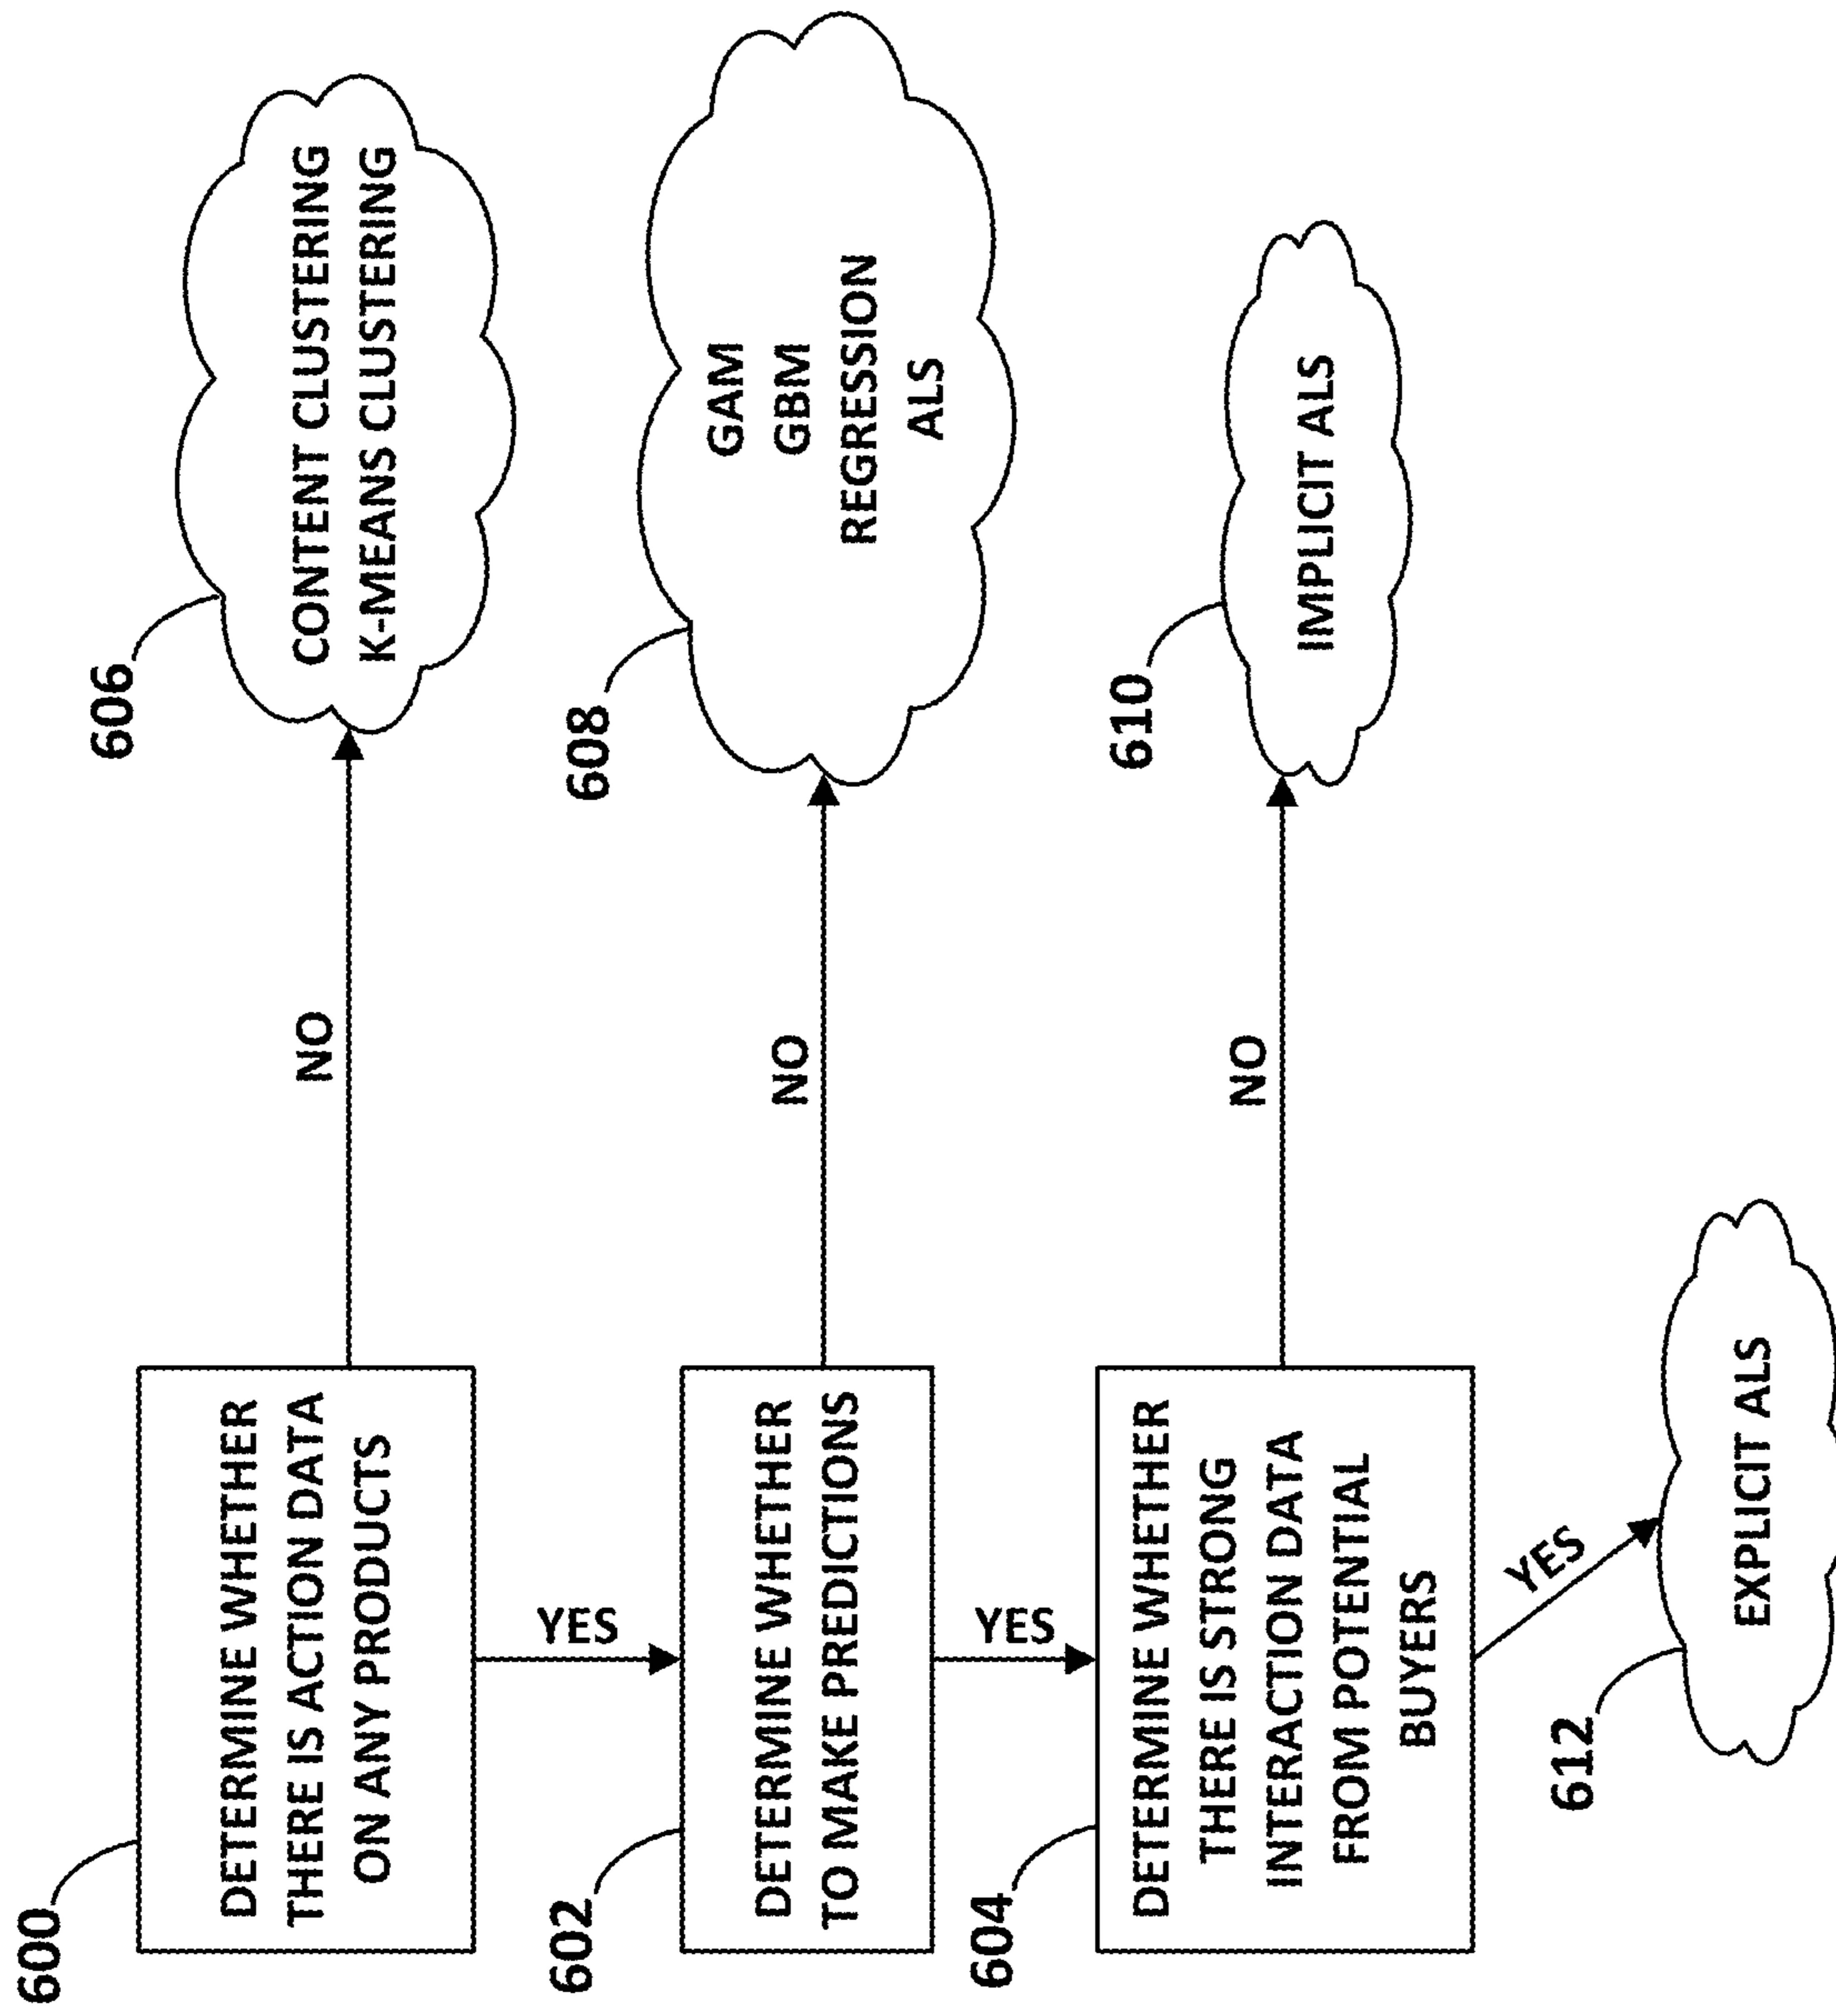 600
DETERMINE WHETHER
THERE IS ACTION DATA
ON ANY PRODUCTS
NO
606
CONTENT CLUSTERING
K-MEANS CLUSTERING
YES
602
DETERMINE WHETHER
TO MAKE PREDICTIONS
NO
608
GAM
GBM
REGRESSION
ALS
YES
604
DETERMINE WHETHER
THERE IS STRONG
INTERACTION DATA
FROM POTENTIAL
BUYERS
NO
610
IMPLICIT ALS
YES
612
EXPLICIT ALS